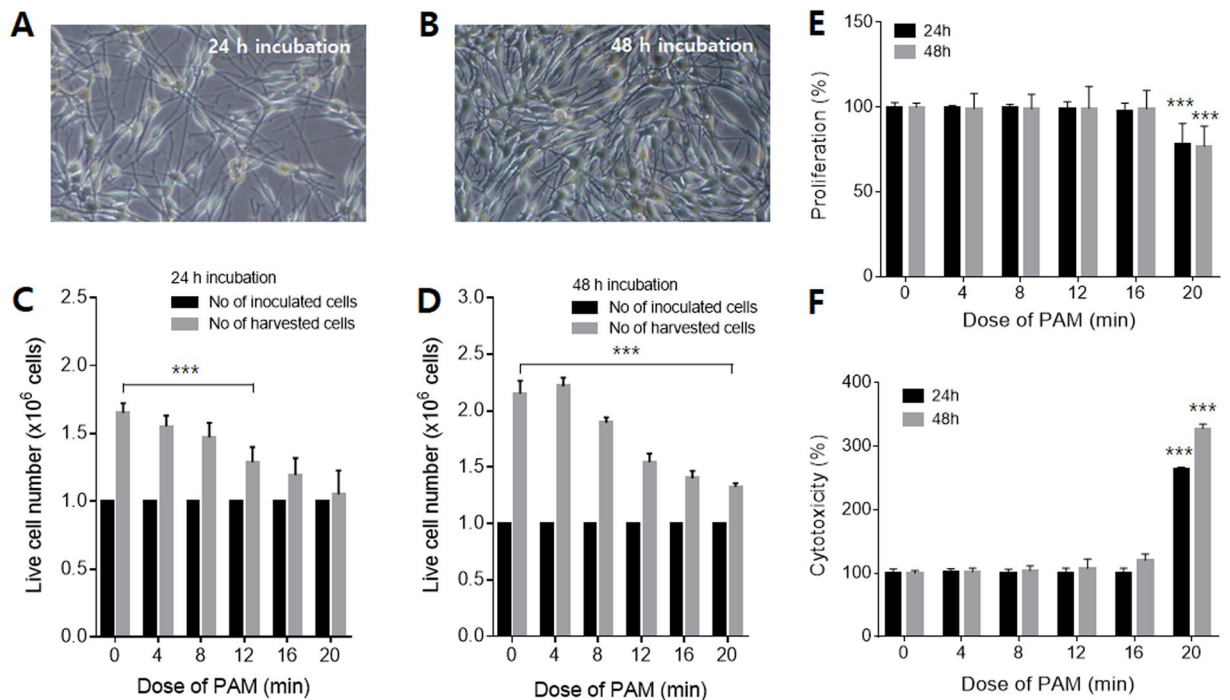 A
24 h incubation
B
48 h incubation
C
24 h incubation
No of inoculated cells
No of harvested cells
2.5
2.0
1.5
1.0
0.5
0.0
***
Live cell number (x10⁶ cells)
0 4 8 12 16 20
Dose of PAM (min)
D
48 h incubation
No of inoculated cells
No of harvested cells
3.0
2.5
2.0
1.5
1.0
0.5
0.0
***
Live cell number (x10⁶ cells)
0 4 8 12 16 20
Dose of PAM (min)
E
24h
48h
150
100
50
0
*** ***
Proliferation (%)
0 4 8 12 16 20
Dose of PAM (min)
F
24h
48h
400
300
200
100
0
*** ***
Cytotoxicity (%)
0 4 8 12 16 20
Dose of PAM (min)